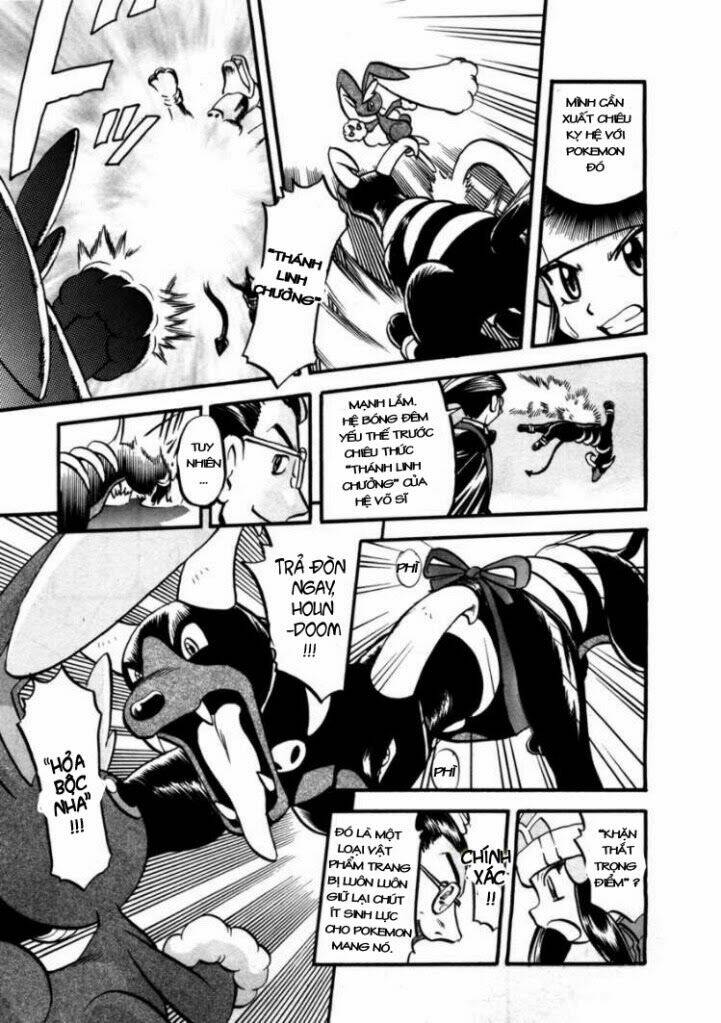 MÌNH CẦN
XUẤT CHIÊU
KỴ HỆ VỚI
POKEMON
ĐÓ
"THÁNH
LINH
CHƯỞNG"
ドドン
MẠNH LẮM.
HỆ BÓNG ĐÊM
YẾU THẾ TRƯỚC
CHIÊU THỨC
"THÁNH LINH
CHƯỞNG" CỦA
HỆ VÕ SĨ
TUY
NHIÊN
...
PHÌ
TRẢ ĐÒN
NGAY,
HOUN
-DOOM
!!!
PHÌ
"HỎA
BỘC
NHA"
!!!
"KHĂN
THẮT
TRỌNG
ĐIỂM" ?
CHÍNH
XÁC
!!
ĐÓ LÀ MỘT
LOẠI VẬT
PHẨM TRANG
BỊ LUÔN LUÔN
GIỮ LẠI CHÚT
ÍT SINH LỰC
CHO POKEMON
MANG NÓ.